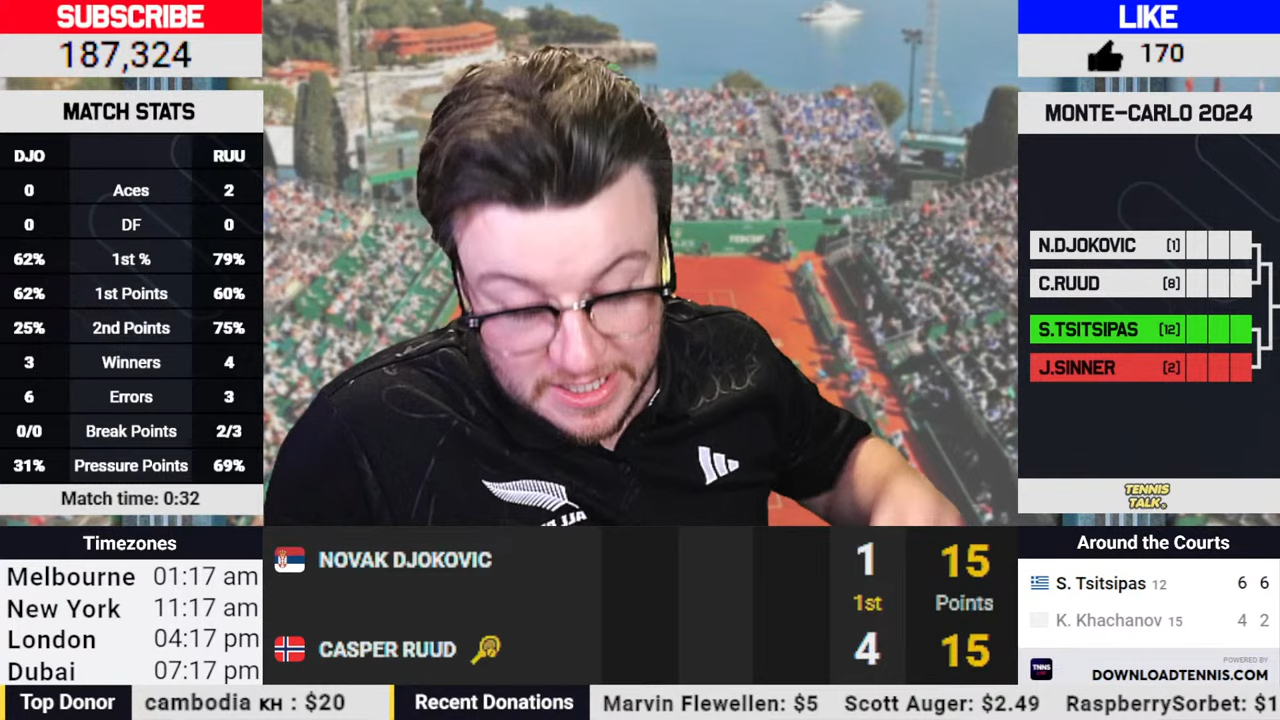 SUBSCRIBE
187,324
MATCH STATS
DJO RUU
0 Aces 2
0 DF 0
62% 1st % 79%
62% 1st Points 60%
25% 2nd Points 75%
3 Winners 4
6 Errors 3
0/0 Break Points 2/3
31% Pressure Points 69%
Match time: 0:32
Timezones
Melbourne 01:17 am
New York 11:17 am
London 04:17 pm
Dubai 07:17 pm
LIKE
170
MONTE-CARLO 2024
N.DJOKOVIC [1]
C.RUUD [8]
S.TSITSIPAS [12]
J.SINNER [2]
TENNIS
TALK.
NOVAK DJOKOVIC 1 15
1st Points
CASPER RUUD 4 15
Around the Courts
S. Tsitsipas 12 6 6
K. Khachanov 15 4 2
TNNS
POWERED BY
DOWNLOADTENNIS.COM
Top Donor cambodia KH : $20 Recent Donations Marvin Flewellen: $5 Scott Auger: $2.49 RaspberrySorbet: $1